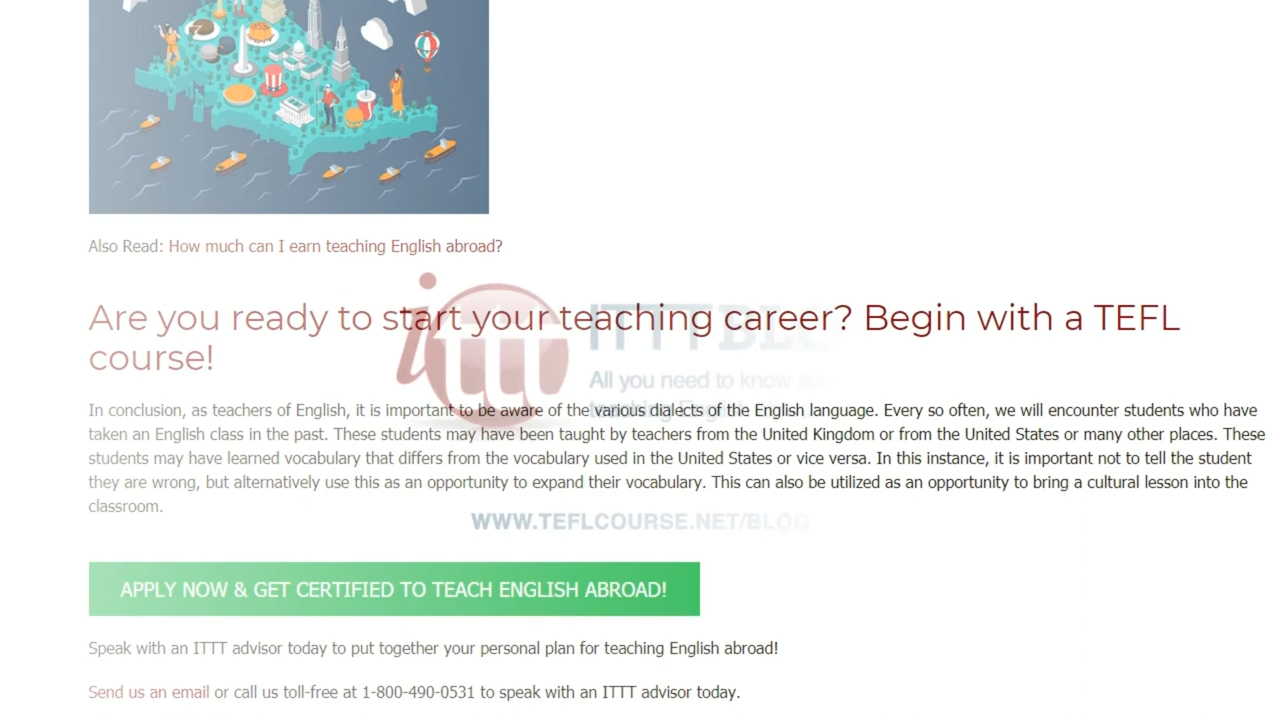 Also Read: How much can I earn teaching English abroad?
Are you ready to start your teaching career? Begin with a TEFL
course!
ittt
ITTT BLOG
All you need to know
teaching
In conclusion, as teachers of English, it is important to be aware of the various dialects of the English language. Every so often, we will encounter students who have
taken an English class in the past. These students may have been taught by teachers from the United Kingdom or from the United States or many other places. These
students may have learned vocabulary that differs from the vocabulary used in the United States or vice versa. In this instance, it is important not to tell the student
they are wrong, but alternatively use this as an opportunity to expand their vocabulary. This can also be utilized as an opportunity to bring a cultural lesson into the
classroom.
WWW.TEFLCOURSE.NET/BLOG
APPLY NOW & GET CERTIFIED TO TEACH ENGLISH ABROAD!
Speak with an ITTT advisor today to put together your personal plan for teaching English abroad!
Send us an email or call us toll-free at 1-800-490-0531 to speak with an ITTT advisor today.